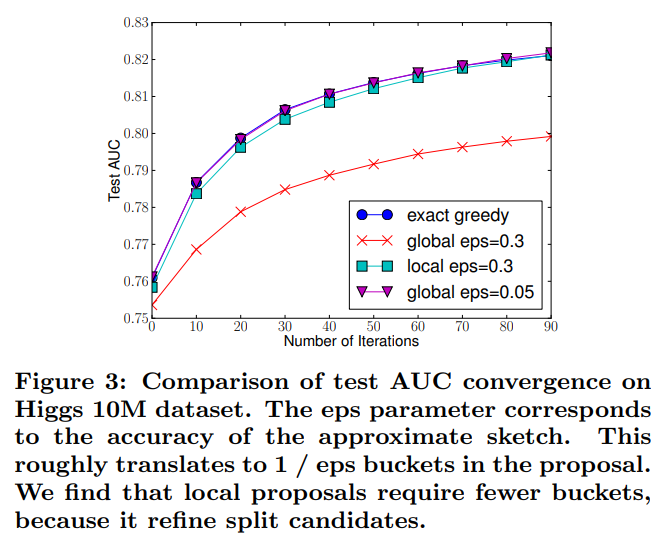 0.83
0.82
0.81
0.80
0.79
0.78
0.77
0.76
0.75
Test AUC
exact greedy
global eps=0.3
local eps=0.3
global eps=0.05
0 10 20 30 40 50 60 70 80 90
Number of Iterations
Figure 3: Comparison of test AUC convergence on
Higgs 10M dataset. The eps parameter corresponds
to the accuracy of the approximate sketch. This
roughly translates to 1 / eps buckets in the proposal.
We find that local proposals require fewer buckets,
because it refine split candidates.